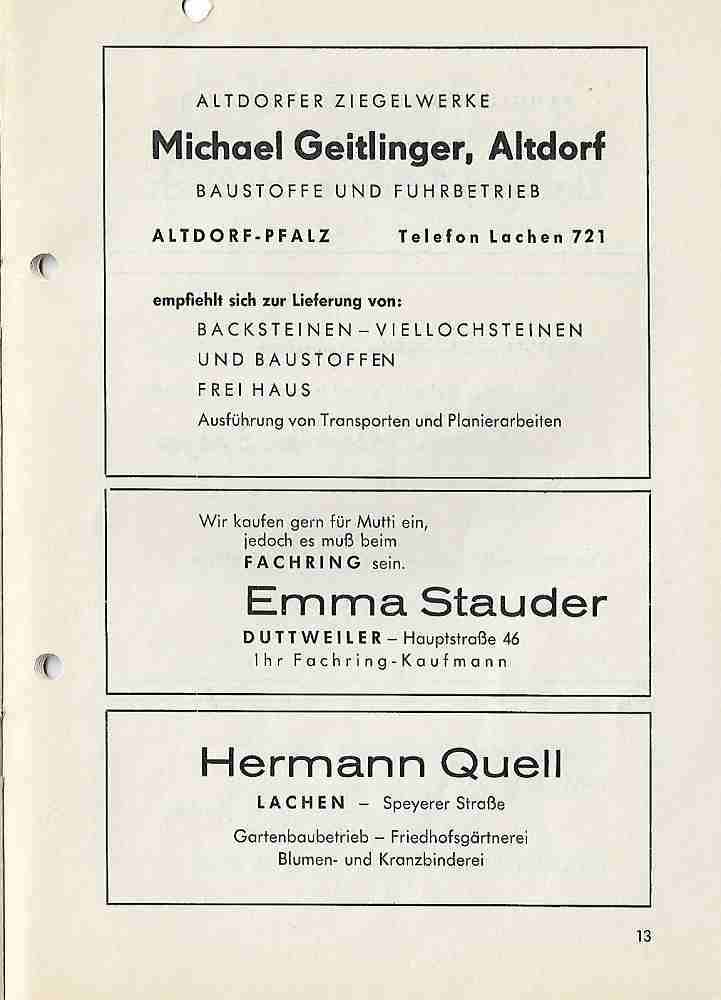 ALTDORFER ZIEGELWERKE
Michael Geitlinger, Altdorf
BAUSTOFFE UND FUHRBETRIEB
ALTDORF-PFALZ Telefon Lachen 721
empfiehlt sich zur Lieferung von:
BACKSTEINEN – VIELLOCHSTEINEN
UND BAUSTOFFEN
FREI HAUS
Ausführung von Transporten und Planierarbeiten
Wir kaufen gern für Mutti ein,
jedoch es muß beim
FACHRING sein.
Emma Stauder
DUTTWEILER – Hauptstraße 46
Ihr Fachring-Kaufmann
Hermann Quell
LACHEN – Speyerer Straße
Gartenbaubetrieb – Friedhofsgärtnerei
Blumen- und Kranzbinderei
13